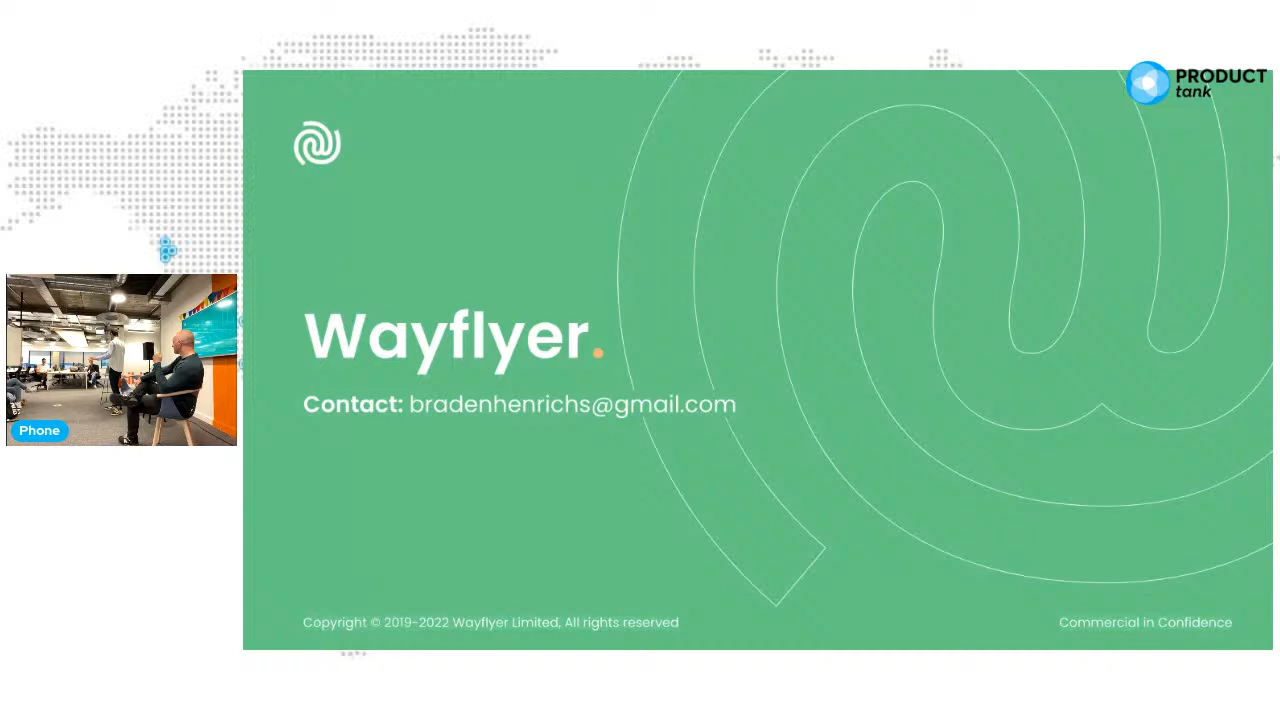 PRODUCT
tank
Wayflyer.
Contact: bradenhenrichs@gmail.com
Phone
Copyright © 2019-2022 Wayflyer Limited, All rights reserved
Commercial in Confidence